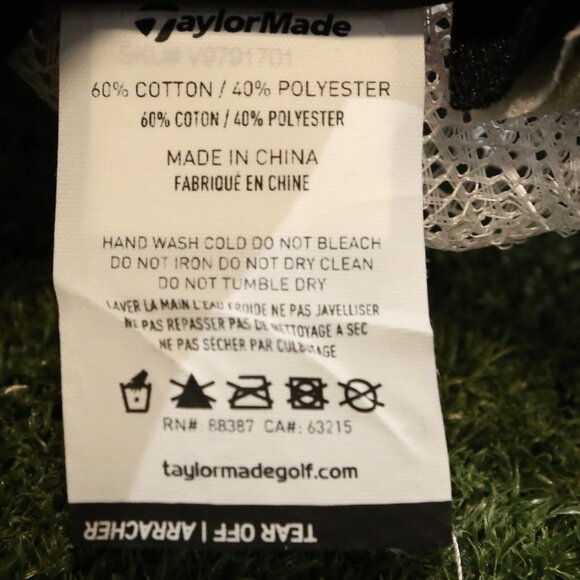 TaylorMade
SKU# V9791701
60% COTTON / 40% POLYESTER
60% COTON / 40% POLYESTER
MADE IN CHINA
FABRIQUÉ EN CHINE
HAND WASH COLD DO NOT BLEACH
DO NOT IRON DO NOT DRY CLEAN
DO NOT TUMBLE DRY
LAVER LA MAIN L'EAU FROIDE NE PAS JAVELLISER
NE PAS REPASSER PAS DE NETTOYAGE A SEC
NE PAS SÉCHER PAR CULBUTAGE
RN# 88387 CA#: 63215
taylormadegolf.com
TEAR OFF | ARRACHER